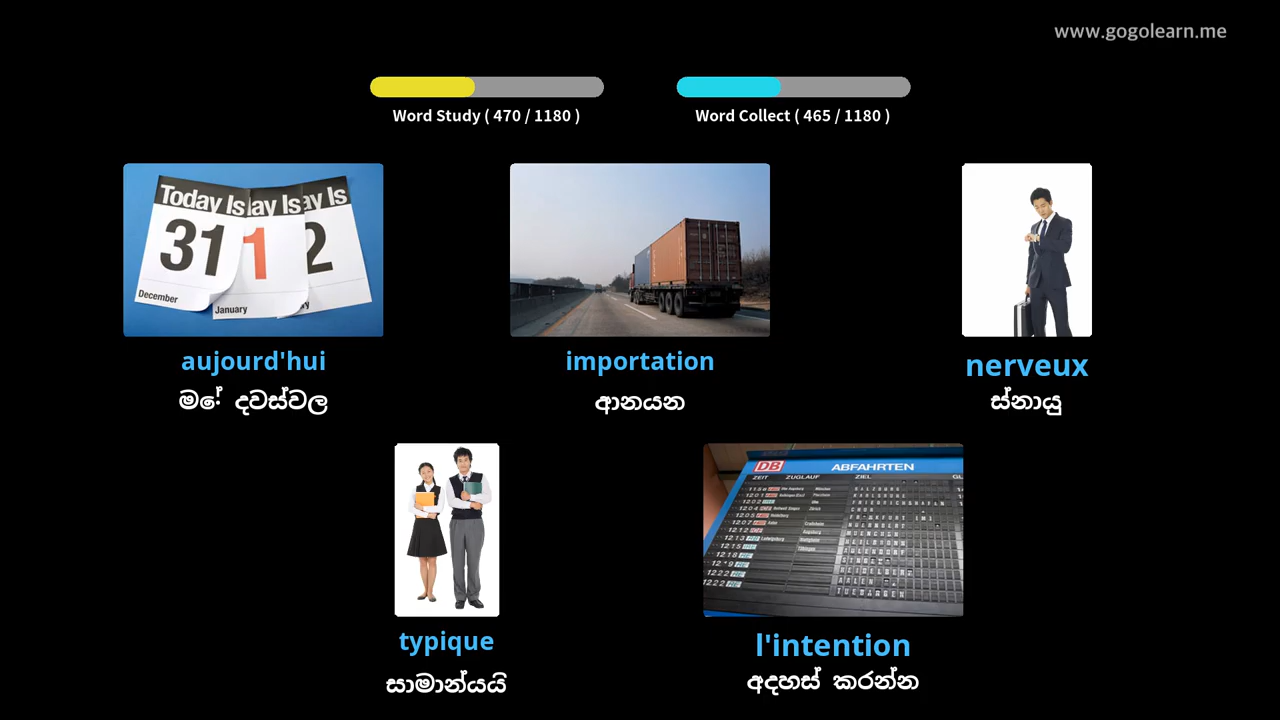 www.gogolearn.me
Word Study ( 470 / 1180 )
Word Collect ( 465 / 1180 )
Today Is
31
December
ay Is
1
January
ay Is
2
aujourd'hui
මේ දවස්වල
importation
ආනයන
nerveux
ස්නායු
typique
සාමාන්යයි
DB
ABFAHRTEN
ZEIT ZUGLAUF ZIEL
l'intention
අදහස් කරන්න